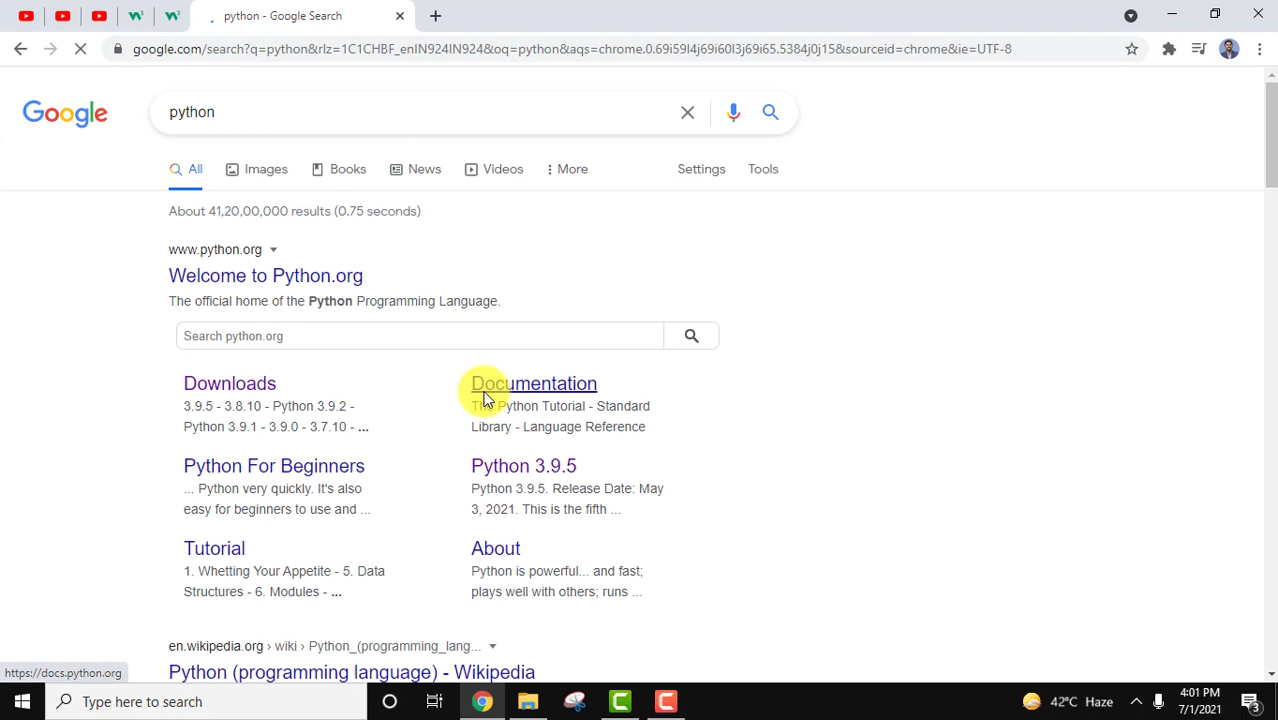 python - Google Search
google.com/search?q=python&rlz=1C1CHBF_enIN924IN924&oq=python&aqs=chrome.0.69i59l4j69i60l3j69i65.5384j0j15&sourceid=chrome&ie=UTF-8
Google
python
All Images Books News Videos More Settings Tools
About 41,20,00,000 results (0.75 seconds)
www.python.org
Welcome to Python.org
The official home of the Python Programming Language.
Search python.org
Downloads
3.9.5 - 3.8.10 - Python 3.9.2 -
Python 3.9.1 - 3.9.0 - 3.7.10 - ...
Documentation
The Python Tutorial - Standard
Library - Language Reference
Python For Beginners
... Python very quickly. It's also
easy for beginners to use and ...
Python 3.9.5
Python 3.9.5. Release Date: May
3, 2021. This is the fifth ...
Tutorial
1. Whetting Your Appetite - 5. Data
Structures - 6. Modules - ...
About
Python is powerful... and fast;
plays well with others; runs ...
en.wikipedia.org › wiki › Python_(programming_lang...
Python (programming language) - Wikipedia
https://docs.python.org
Type here to search
42°C Haze
4:01 PM
7/1/2021
3